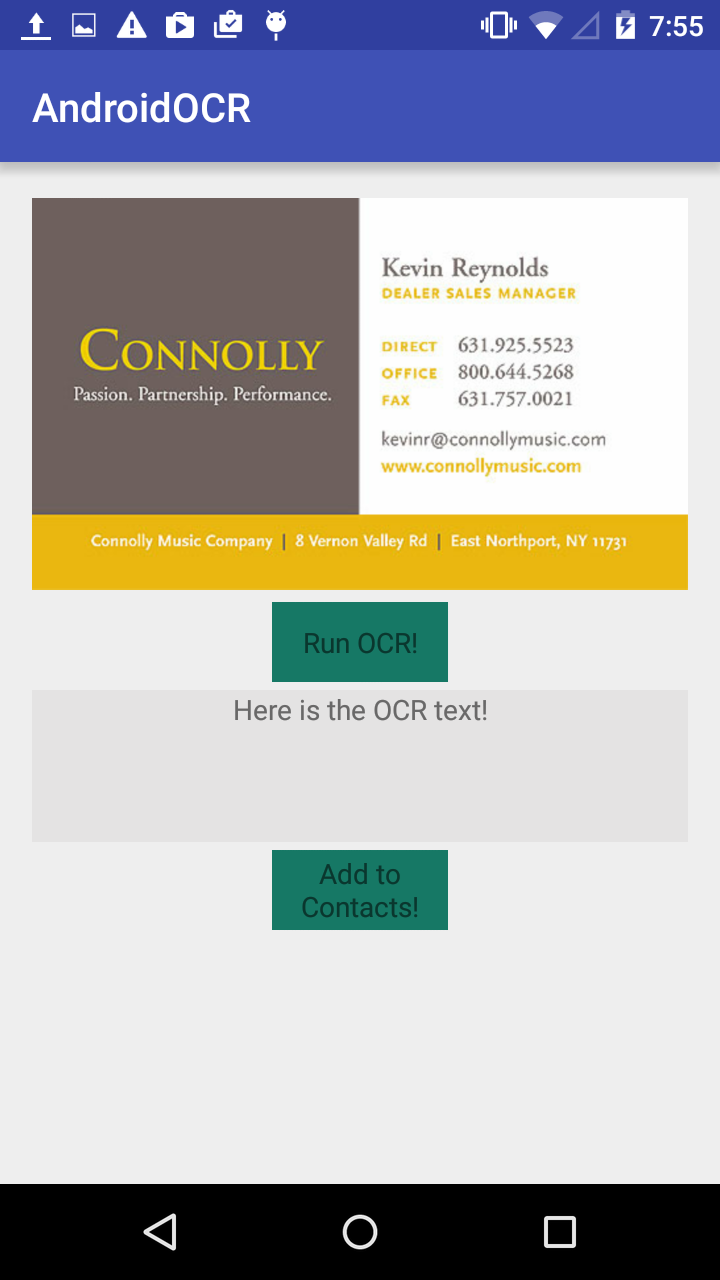 7:55
AndroidOCR
CONNOLLY
Passion. Partnership. Performance.
Kevin Reynolds
DEALER SALES MANAGER
DIRECT 631.925.5523
OFFICE 800.644.5268
FAX 631.757.0021
kevinr@connollymusic.com
www.connollymusic.com
Connolly Music Company | 8 Vernon Valley Rd | East Northport, NY 11731
Run OCR!
Here is the OCR text!
Add to
Contacts!